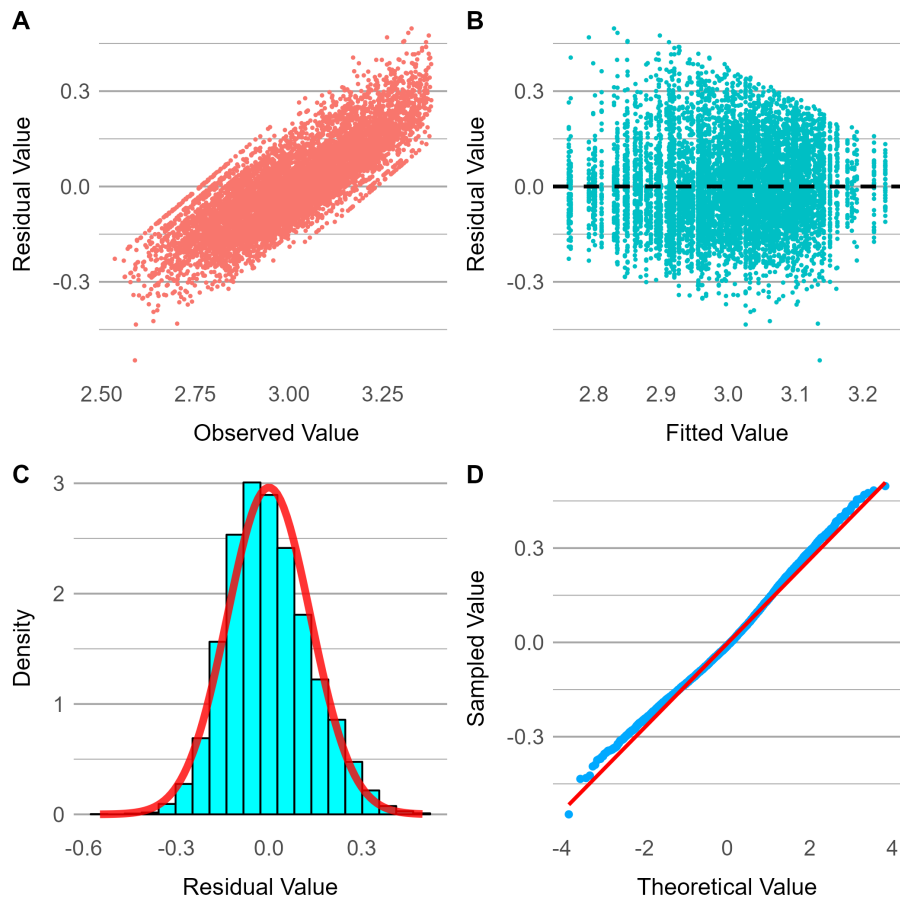 A
Residual Value
0.3
0.0
-0.3
2.50 2.75 3.00 3.25
Observed Value
B
Residual Value
0.3
0.0
-0.3
2.8 2.9 3.0 3.1 3.2
Fitted Value
C
Density
3
2
1
0
-0.6 -0.3 0.0 0.3
Residual Value
D
Sampled Value
0.3
0.0
-0.3
-4 -2 0 2 4
Theoretical Value